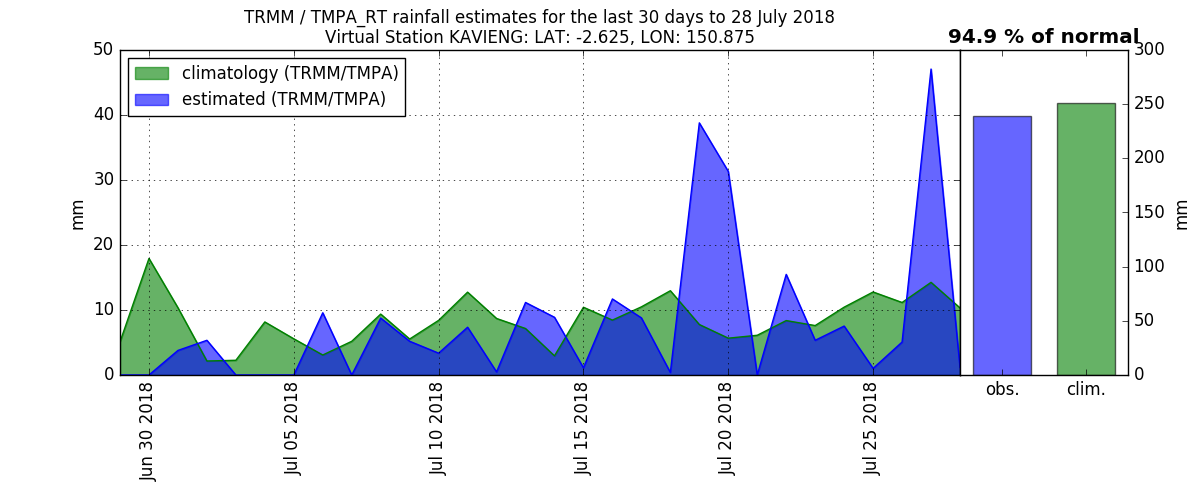 TRMM / TMPA_RT rainfall estimates for the last 30 days to 28 July 2018
Virtual Station KAVIENG: LAT: -2.625, LON: 150.875
94.9 % of normal
climatology (TRMM/TMPA)
estimated (TRMM/TMPA)
50
40
30
20
10
0
mm
Jun 30 2018
Jul 05 2018
Jul 10 2018
Jul 15 2018
Jul 20 2018
Jul 25 2018
obs.
clim.
300
250
200
150
100
50
0
mm